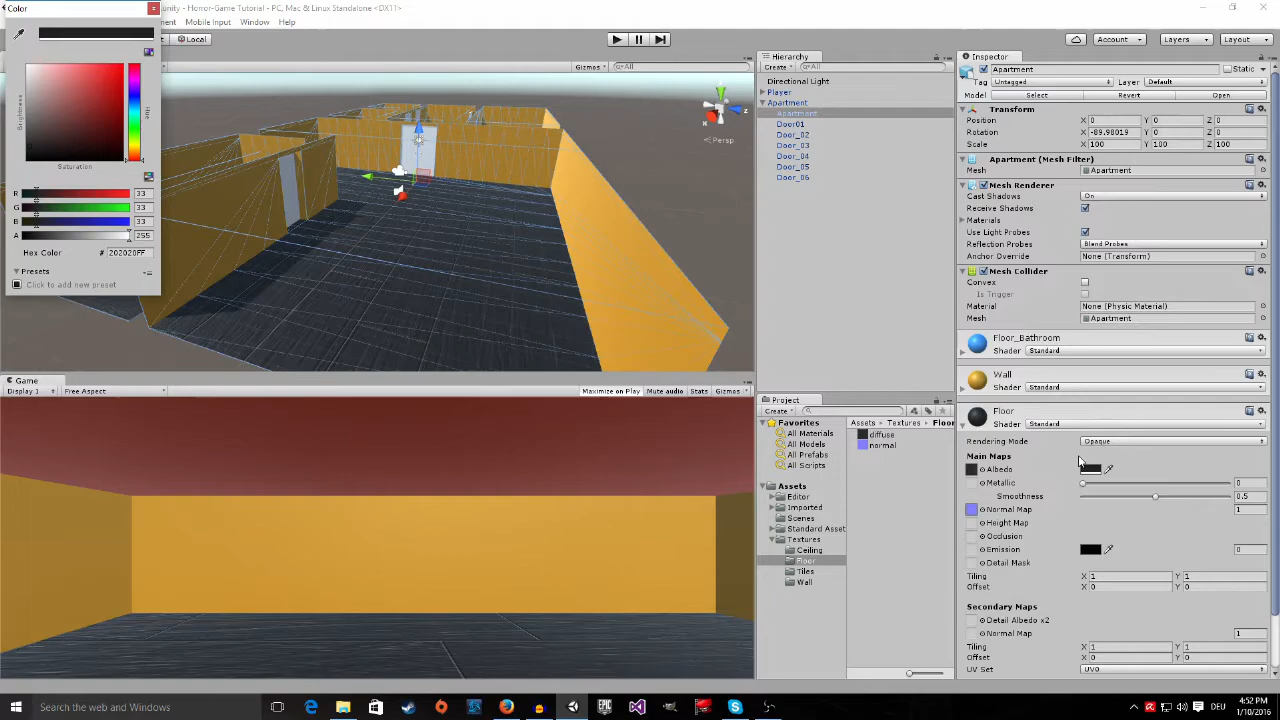 Color
unity - Horror-Game Tutorial - PC, Mac & Linux Standalone <DX11>
Mobile Input
Window
Help
Local
Account
Layers
Layout
Gizmos
All
Persp
z
x
Brightness
Hue
Saturation
R 33
G 33
B 33
A 255
Hex Color # 202020FF
Presets
Click to add new preset
Game
Display 1
Free Aspect
Maximize on Play
Mute audio
Stats
Gizmos
Hierarchy
Create
All
Directional Light
Player
Apartment
Apartment
Door01
Door_02
Door_03
Door_04
Door_05
Door_06
Project
Create
Favorites
All Materials
All Models
All Prefabs
All Scripts
Assets
Editor
Imported
Scenes
Standard Asset
Textures
Ceiling
Floor
Tiles
Wall
Assets
Textures
Floor
diffuse
normal
Inspector
Apartment
Static
Tag Untagged
Layer Default
Model Select Revert Open
Transform
Position X 0 Y 0 Z 0
Rotation X -89.98019 Y 0 Z 0
Scale X 100 Y 100 Z 100
Apartment (Mesh Filter)
Mesh Apartment
Mesh Renderer
Cast Shadows On
Receive Shadows
Materials
Use Light Probes
Reflection Probes Blend Probes
Anchor Override None (Transform)
Mesh Collider
Convex
Is Trigger
Material None (Physic Material)
Mesh Apartment
Floor_Bathroom
Shader Standard
Wall
Shader Standard
Floor
Shader Standard
Rendering Mode Opaque
Main Maps
Albedo
Metallic 0
Smoothness 0.5
Normal Map 1
Height Map
Occlusion
Emission 0
Detail Mask
Tiling X 1 Y 1
Offset X 0 Y 0
Secondary Maps
Detail Albedo x2
Normal Map 1
Tiling X 1 Y 1
Offset X 0 Y 0
UV Set UV0
Search the web and Windows
EPIC GAMES
DEU
4:52 PM
1/10/2016